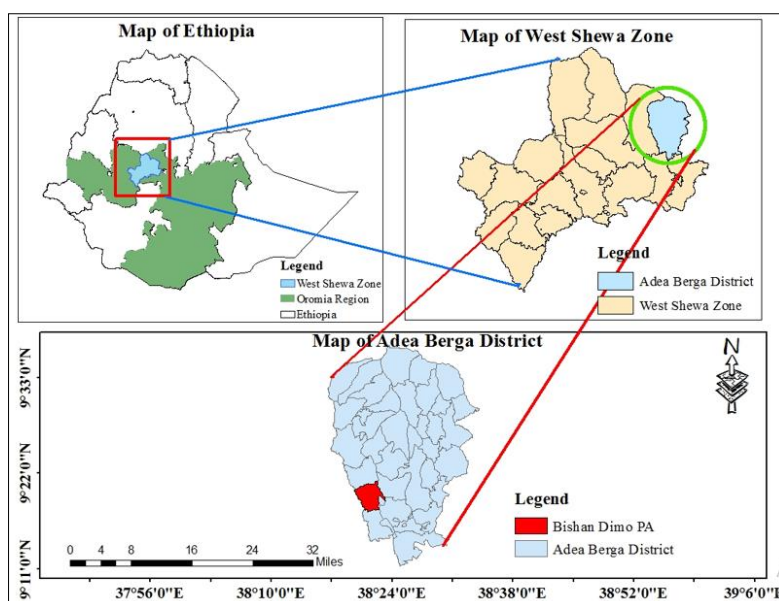 Map of Ethiopia
Legend
West Shewa Zone
Oromia Region
Ethiopia
Map of West Shewa Zone
Legend
Adea Berga District
West Shewa Zone
Map of Adea Berga District
9°33'0"N
9°22'0"N
9°11'0"N
N
Legend
Bishan Dimo PA
Adea Berga District
0 4 8 16 24 32
Miles
37°56'0"E 38°10'0"E 38°24'0"E 38°38'0"E 38°52'0"E 39°6'0"E